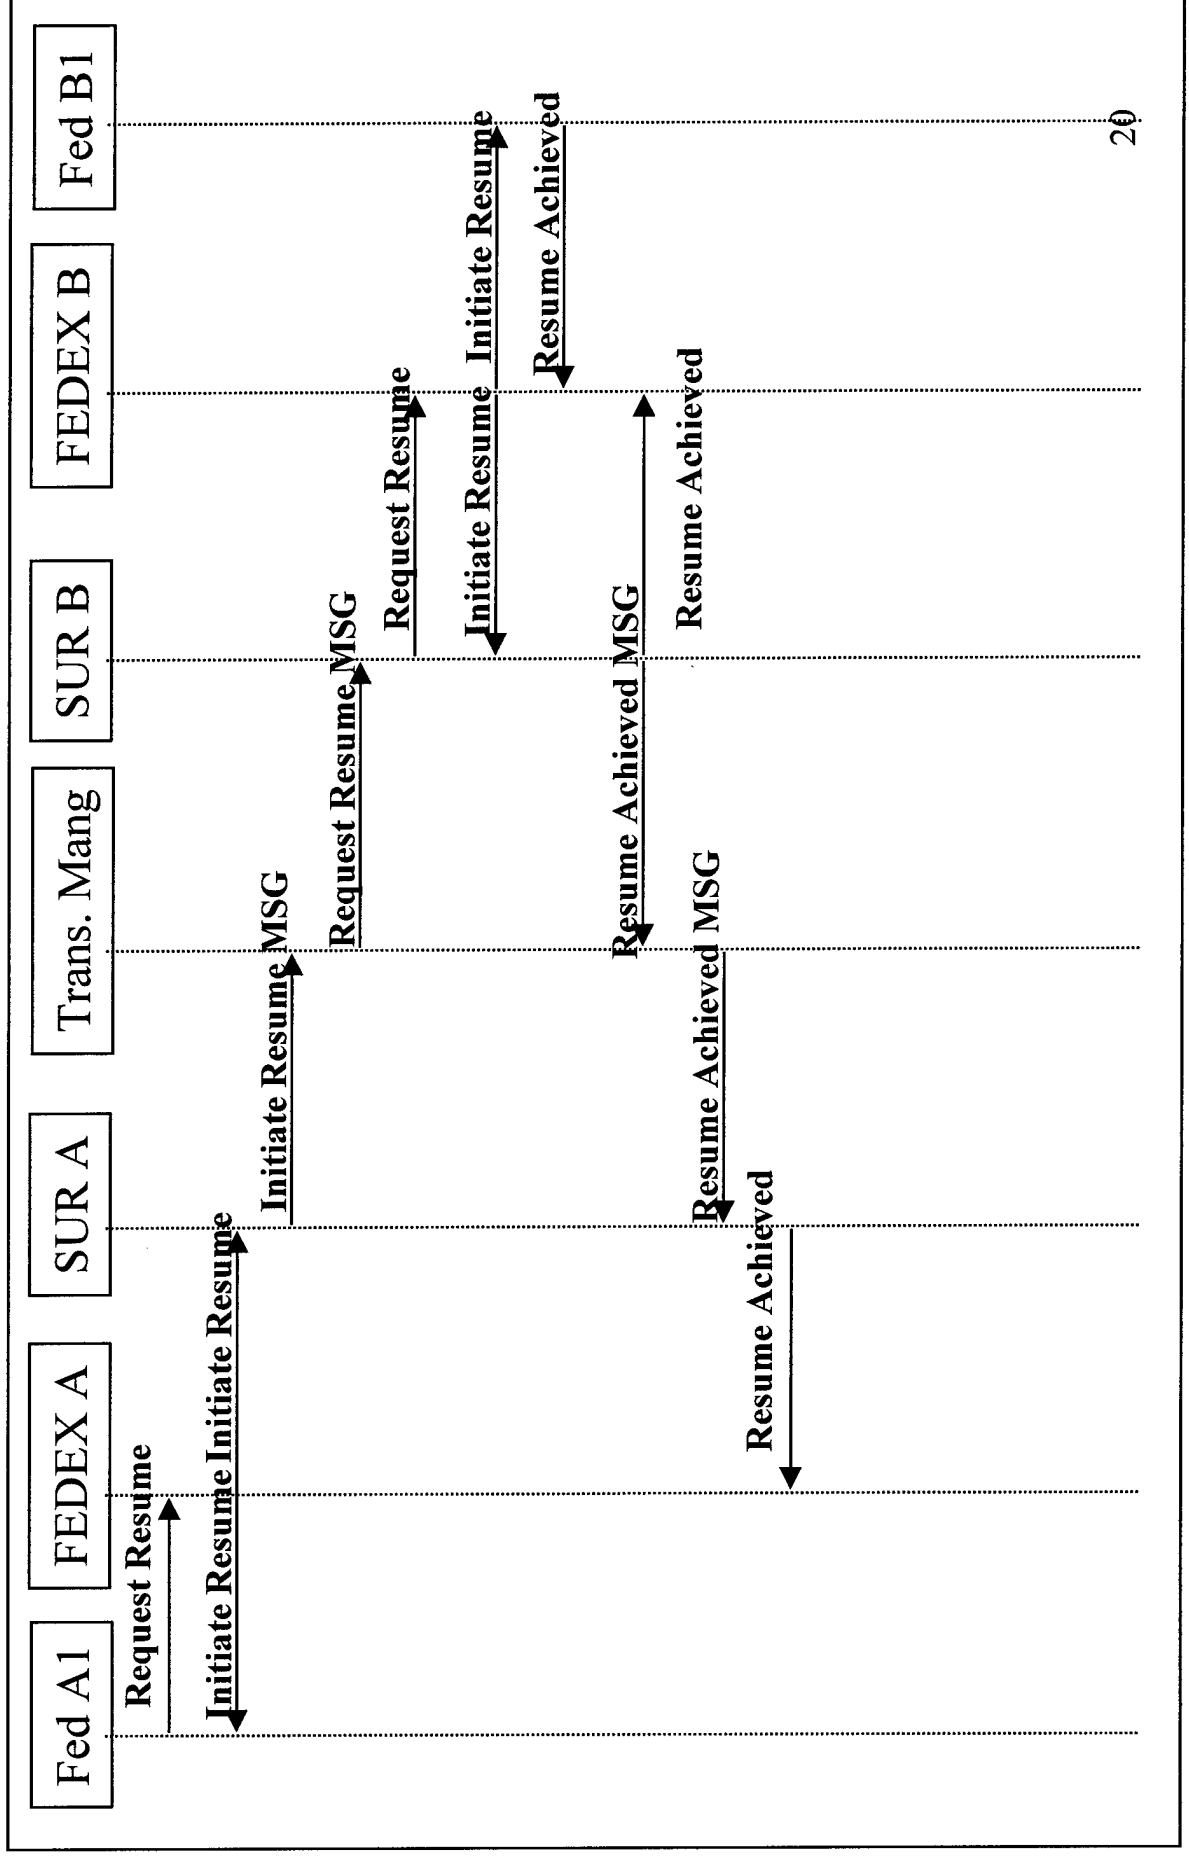 Fed A1
FEDEX A
SUR A
Trans. Mang
SUR B
FEDEX B
Fed B1
Request Resume
Initiate Resume
Initiate Resume
Initiate Resume MSG
Request Resume MSG
Request Resume
Initiate Resume
Initiate Resume
Resume Achieved
Resume Achieved MSG
Resume Achieved
Resume Achieved MSG
Resume Achieved
20